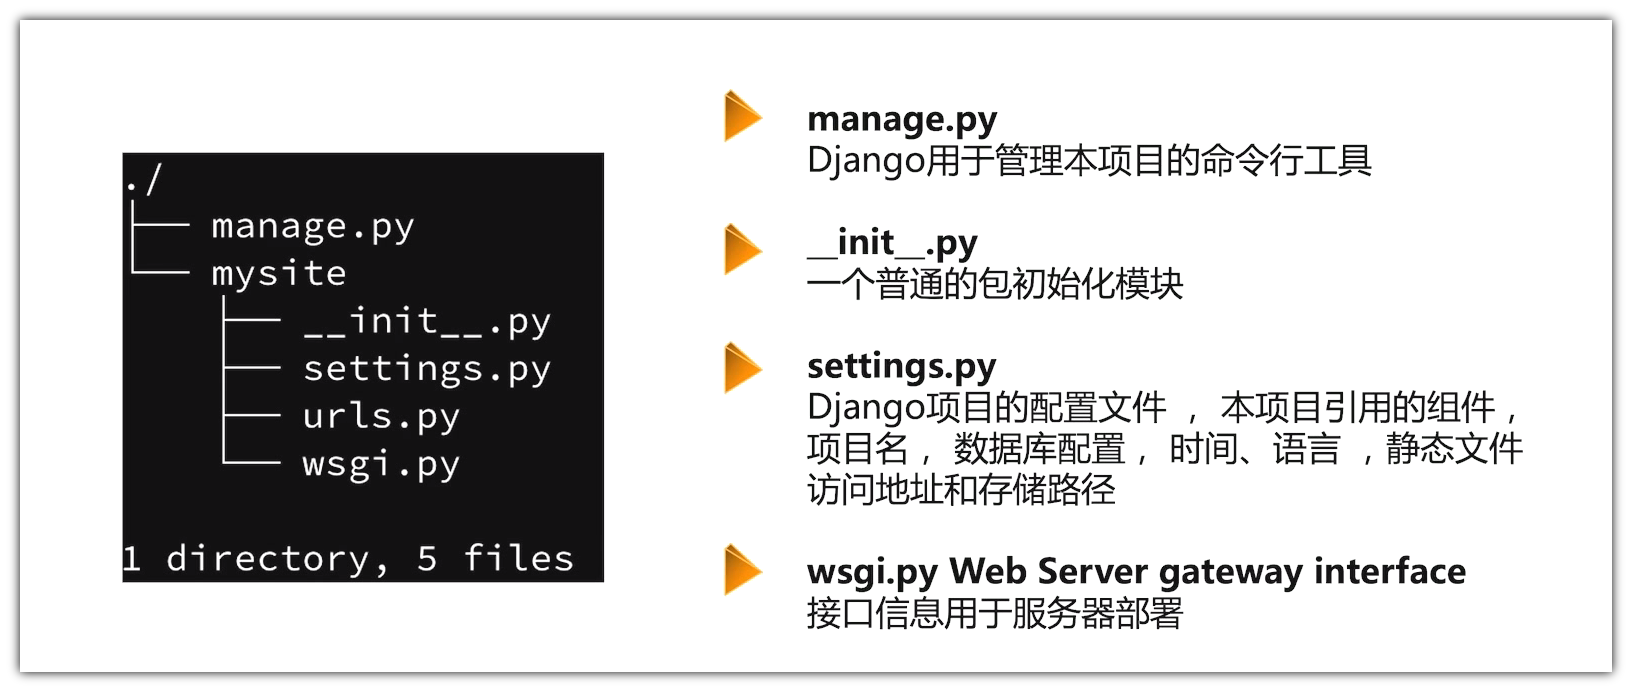 ./
├── manage.py
└── mysite
    ├── __init__.py
    ├── settings.py
    ├── urls.py
    └── wsgi.py
1 directory, 5 files
manage.py
Django用于管理本项目的命令行工具
__init__.py
一个普通的包初始化模块
settings.py
Django项目的配置文件 ，本项目引用的组件，
项目名，数据库配置，时间、语言 ，静态文件
访问地址和存储路径
wsgi.py Web Server gateway interface
接口信息用于服务器部署